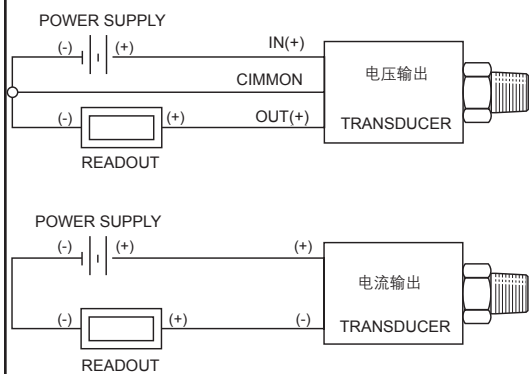 POWER SUPPLY
(-) (+) IN(+)
CIMMON
电压输出
(-) (+) OUT(+)
TRANSDUCER
READOUT
POWER SUPPLY
(-) (+) (+)
电流输出
(-) (+) (-)
TRANSDUCER
READOUT